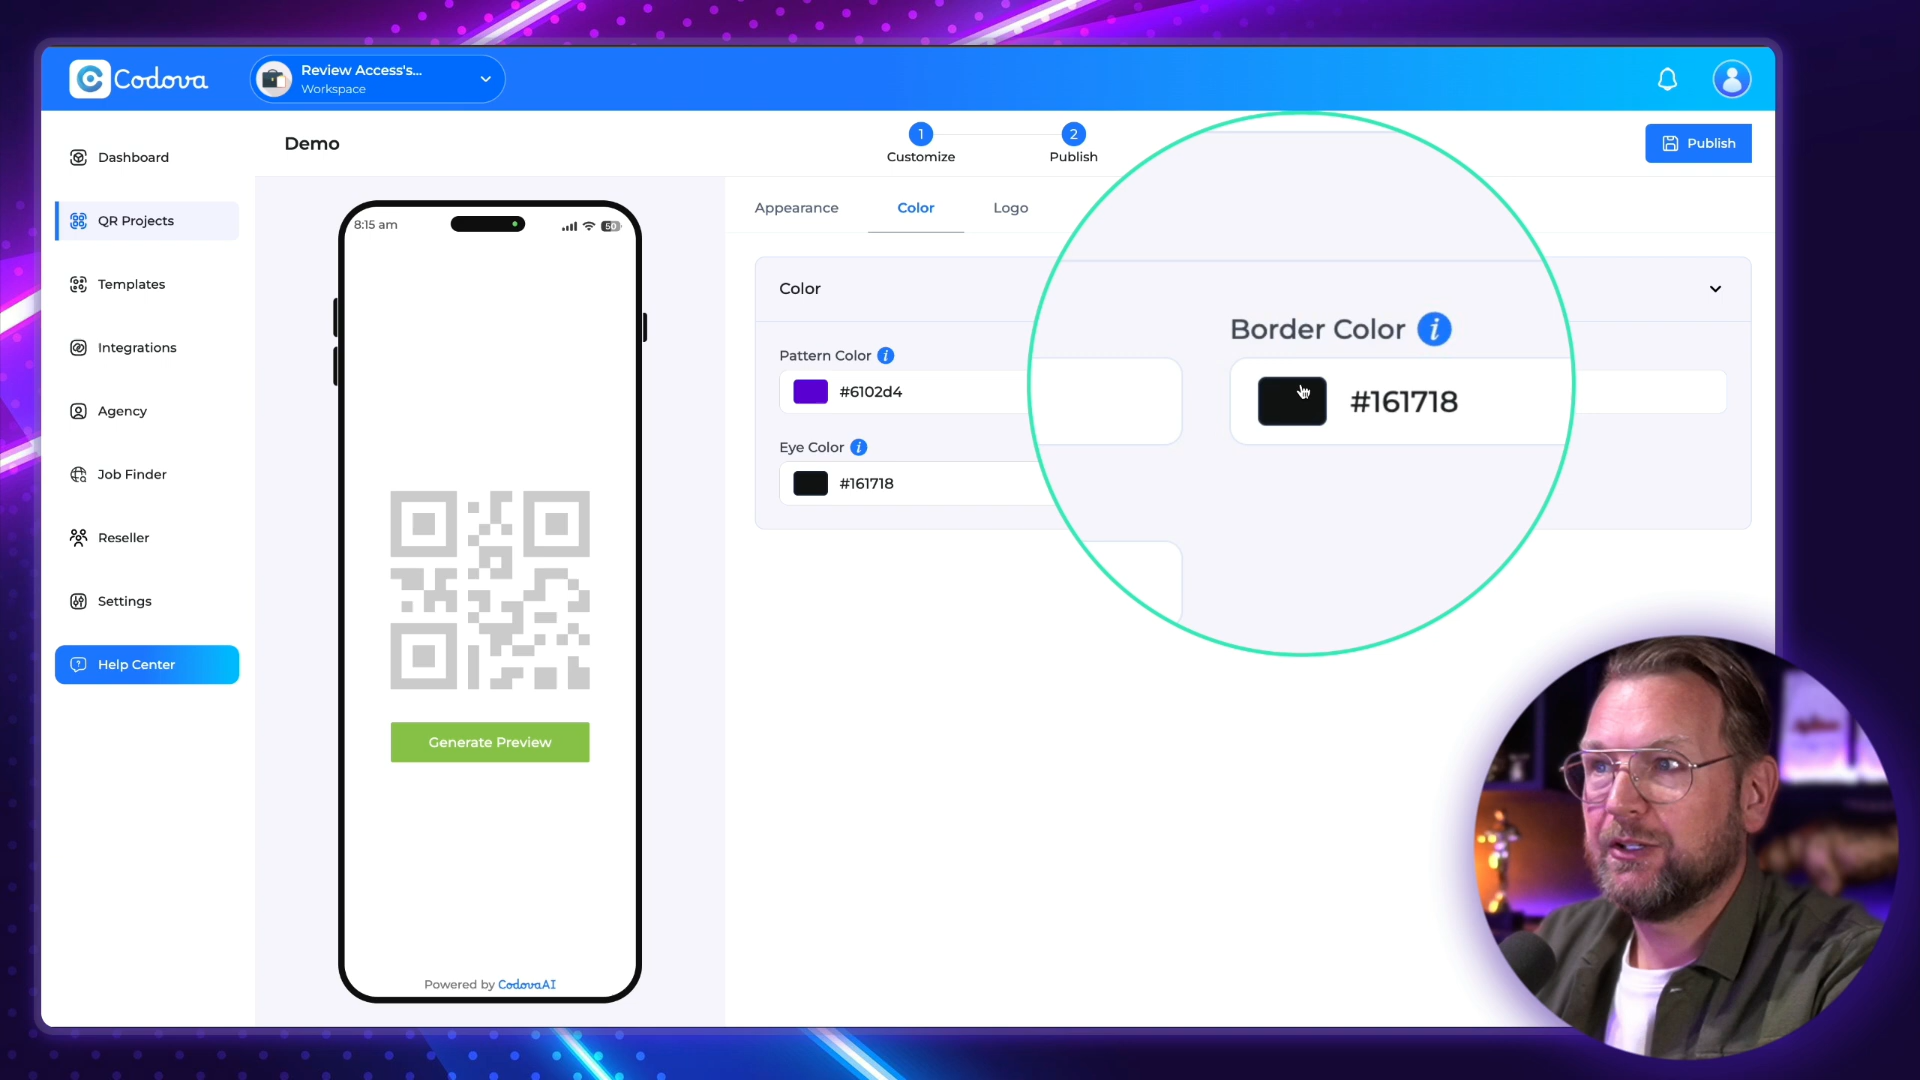 Codova
Review Access's...
Workspace
Dashboard
QR Projects
Templates
Integrations
Agency
Job Finder
Reseller
Settings
Help Center
Demo
1
Customize
2
Publish
Publish
8:15 am
50
Generate Preview
Powered by CodovaAI
Appearance
Color
Logo
Color
Pattern Color
#6102d4
Border Color
#161718
Eye Color
#161718